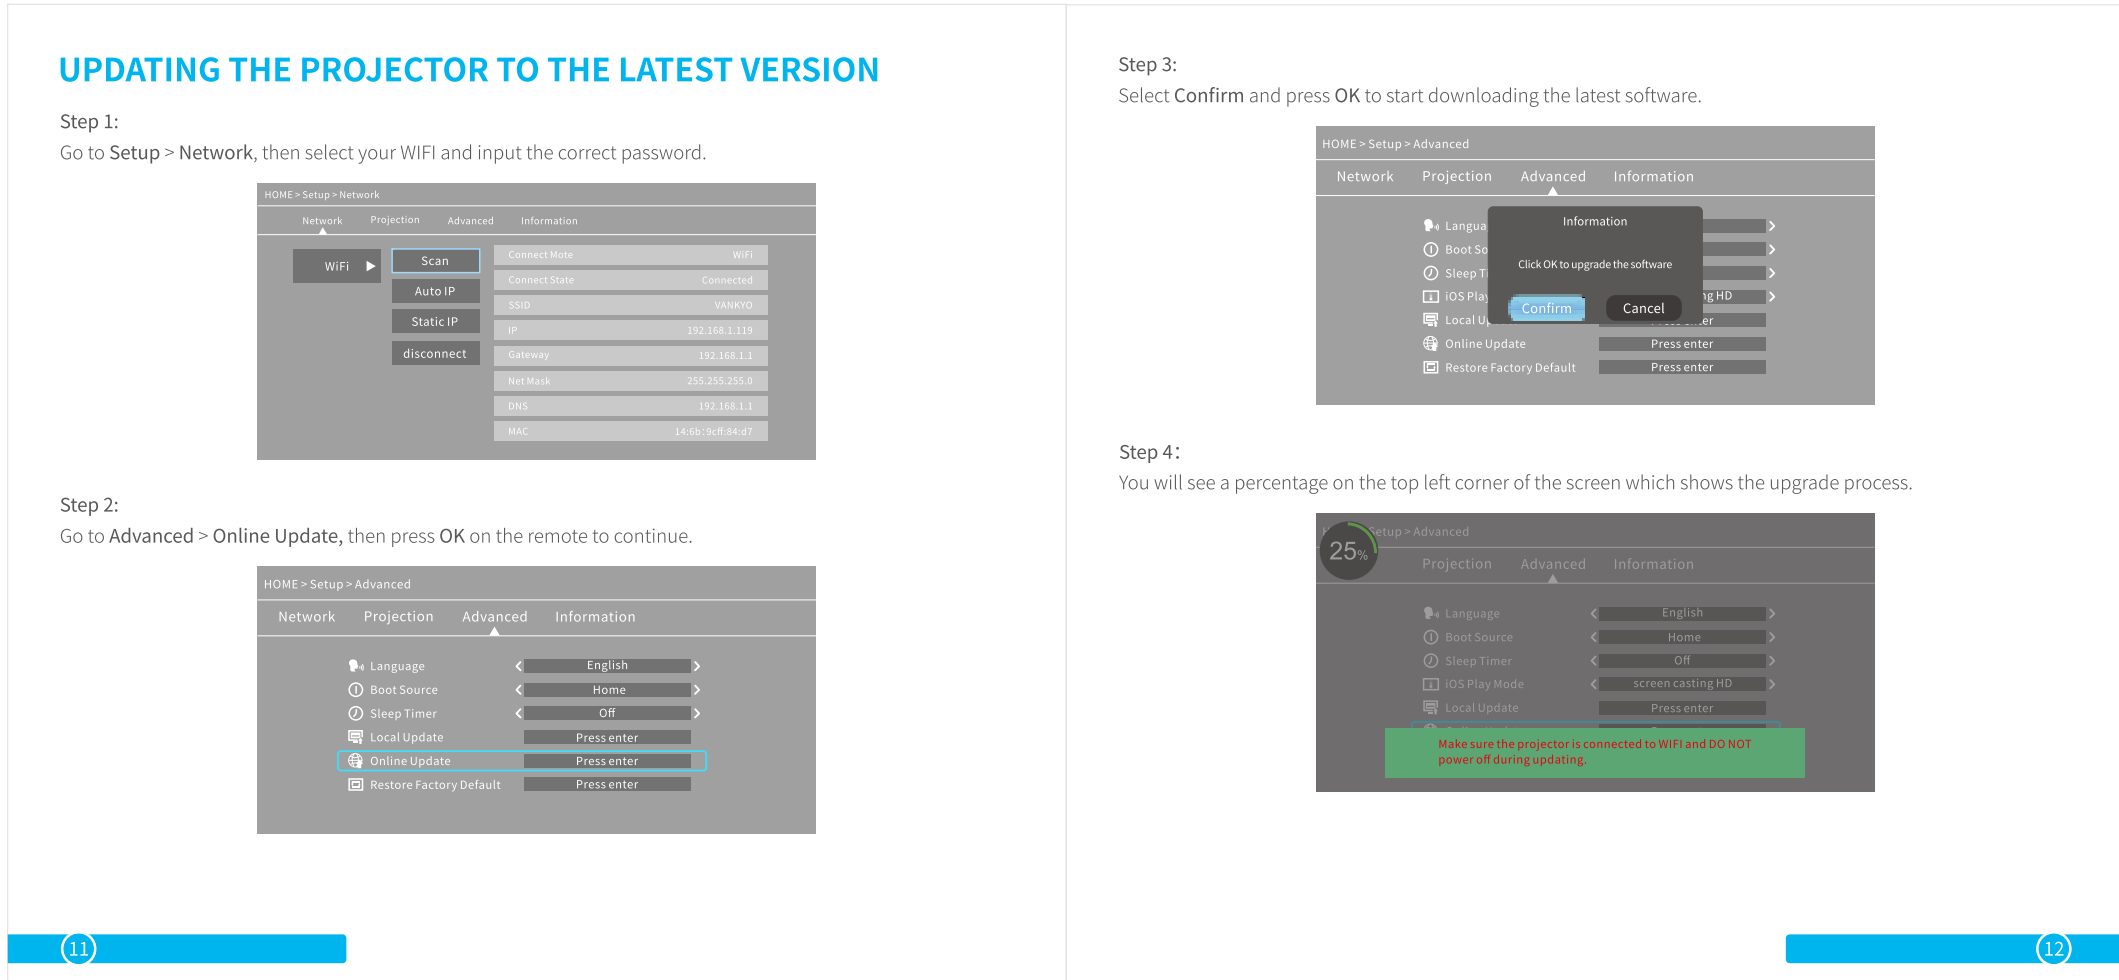 UPDATING THE PROJECTOR TO THE LATEST VERSION
Step 1:
Go to Setup > Network, then select your WIFI and input the correct password.
HOME > Setup > Network
Network Projection Advanced Information
WiFi
Scan
Auto IP
Static IP
disconnect
Connect Mote WiFi
Connect State Connected
SSID VANKYO
IP 192.168.1.119
Gateway 192.168.1.1
Net Mask 255.255.255.0
DNS 192.168.1.1
MAC 14:6b:9cff:84:d7
Step 2:
Go to Advanced > Online Update, then press OK on the remote to continue.
HOME > Setup > Advanced
Network Projection Advanced Information
Language English
Boot Source Home
Sleep Timer Off
Local Update Press enter
Online Update Press enter
Restore Factory Default Press enter
11
Step 3:
Select Confirm and press OK to start downloading the latest software.
HOME > Setup > Advanced
Network Projection Advanced Information
Information
Click OK to upgrade the software
Confirm Cancel
Langua
Boot So
Sleep T
iOS Play ng HD
Local U
Online Update Press enter
Restore Factory Default Press enter
Step 4:
You will see a percentage on the top left corner of the screen which shows the upgrade process.
Setup > Advanced
25%
Projection Advanced Information
Language English
Boot Source Home
Sleep Timer Off
iOS Play Mode screen casting HD
Local Update Press enter
Make sure the projector is connected to WIFI and DO NOT
power off during updating.
12